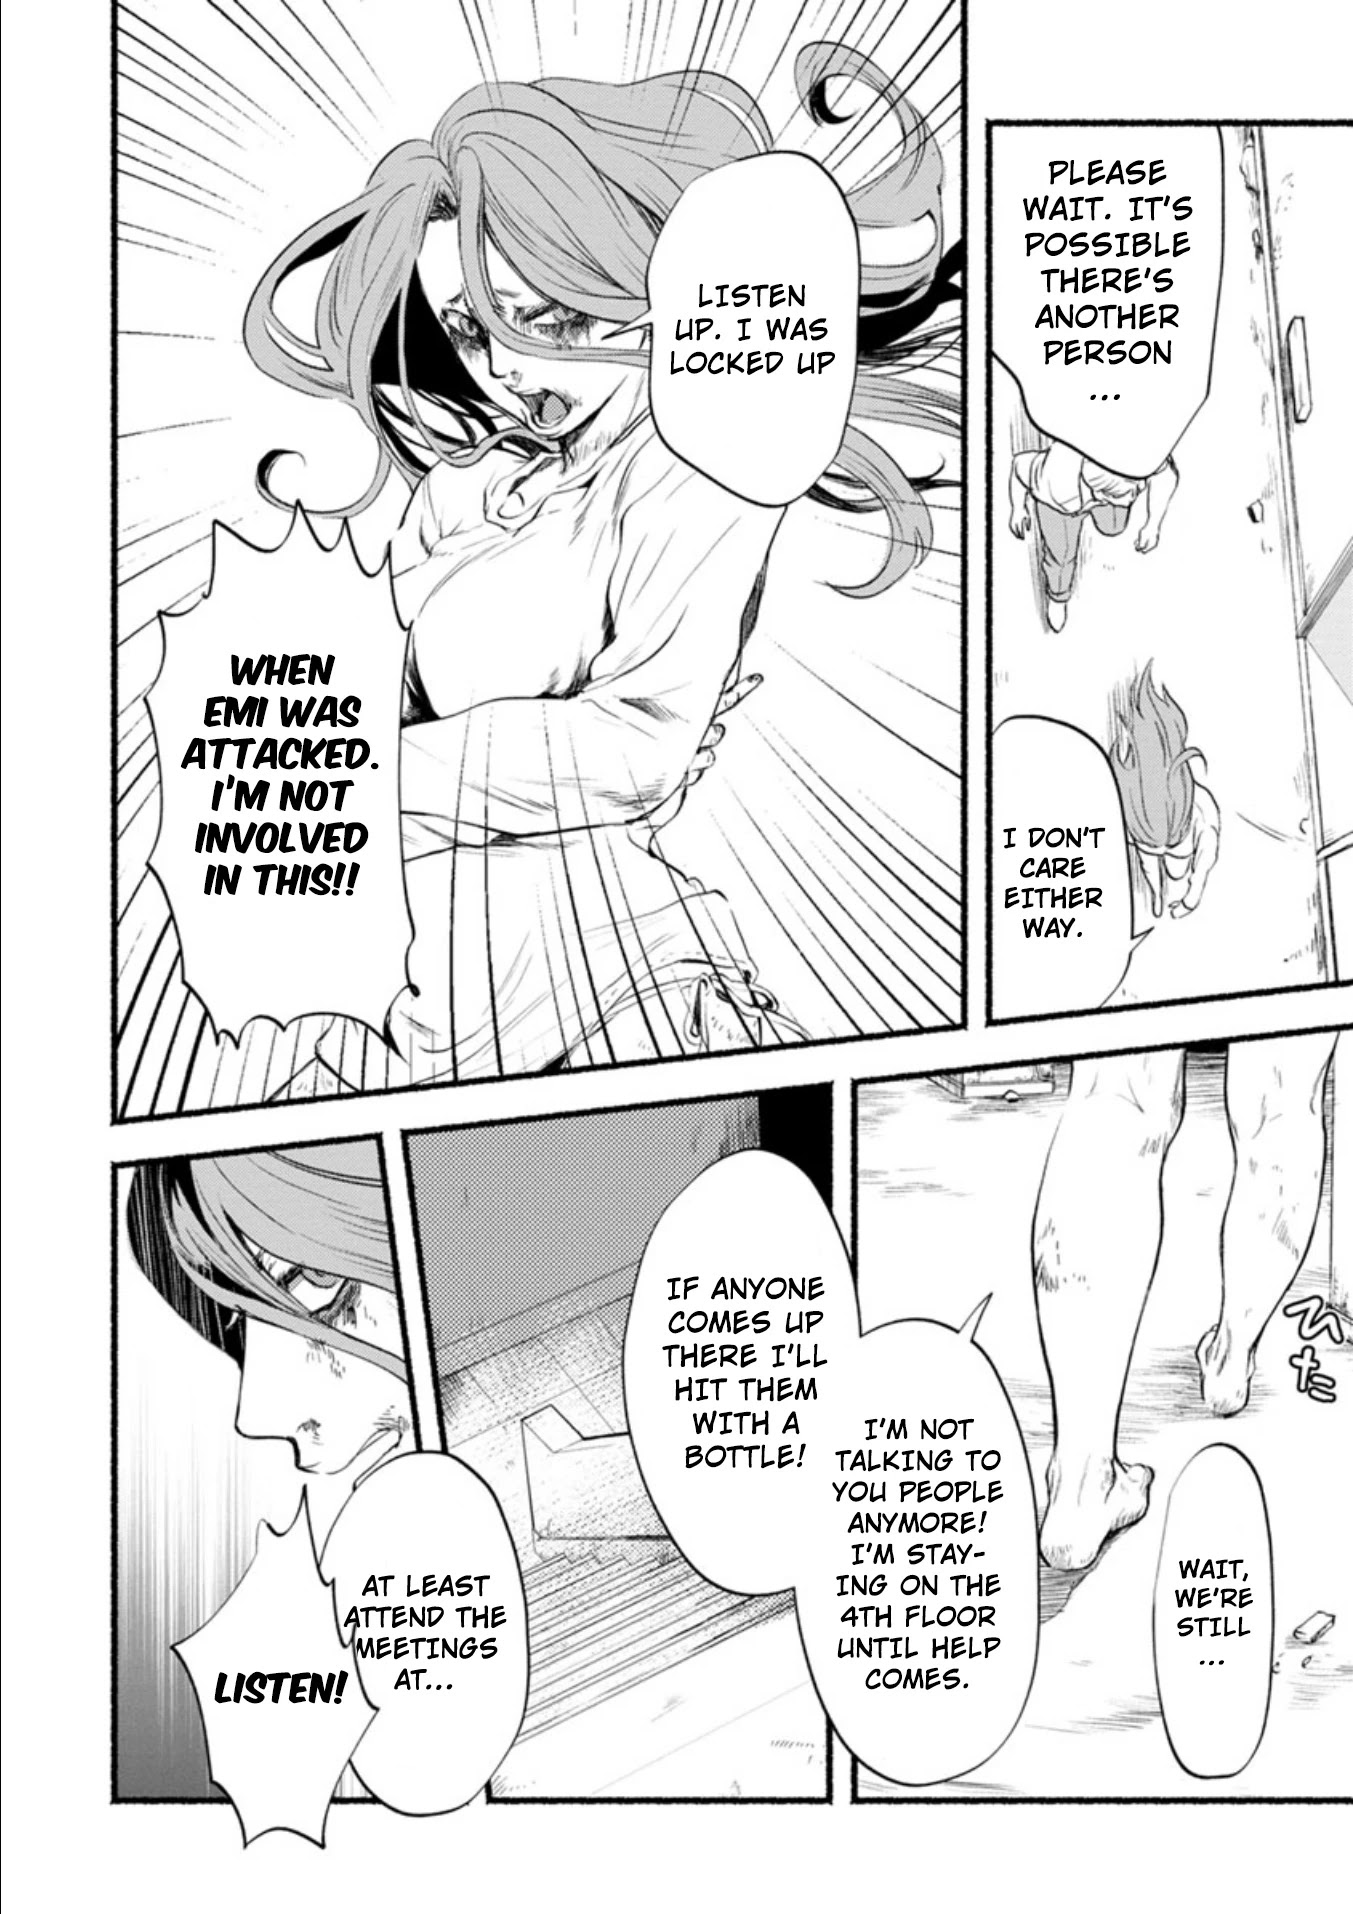 PLEASE
WAIT. IT'S
POSSIBLE
THERE'S
ANOTHER
PERSON
...
I DON'T
CARE
EITHER
WAY.
LISTEN
UP. I WAS
LOCKED UP
WHEN
EMI WAS
ATTACKED.
I'M NOT
INVOLVED
IN THIS!!
ひた
WAIT,
WE'RE
STILL
...
I'M NOT
TALKING TO
YOU PEOPLE
ANYMORE!
I'M STAY-
ING ON THE
4TH FLOOR
UNTIL HELP
COMES.
IF ANYONE
COMES UP
THERE I'LL
HIT THEM
WITH A
BOTTLE!
AT LEAST
ATTEND THE
MEETINGS
AT...
LISTEN!